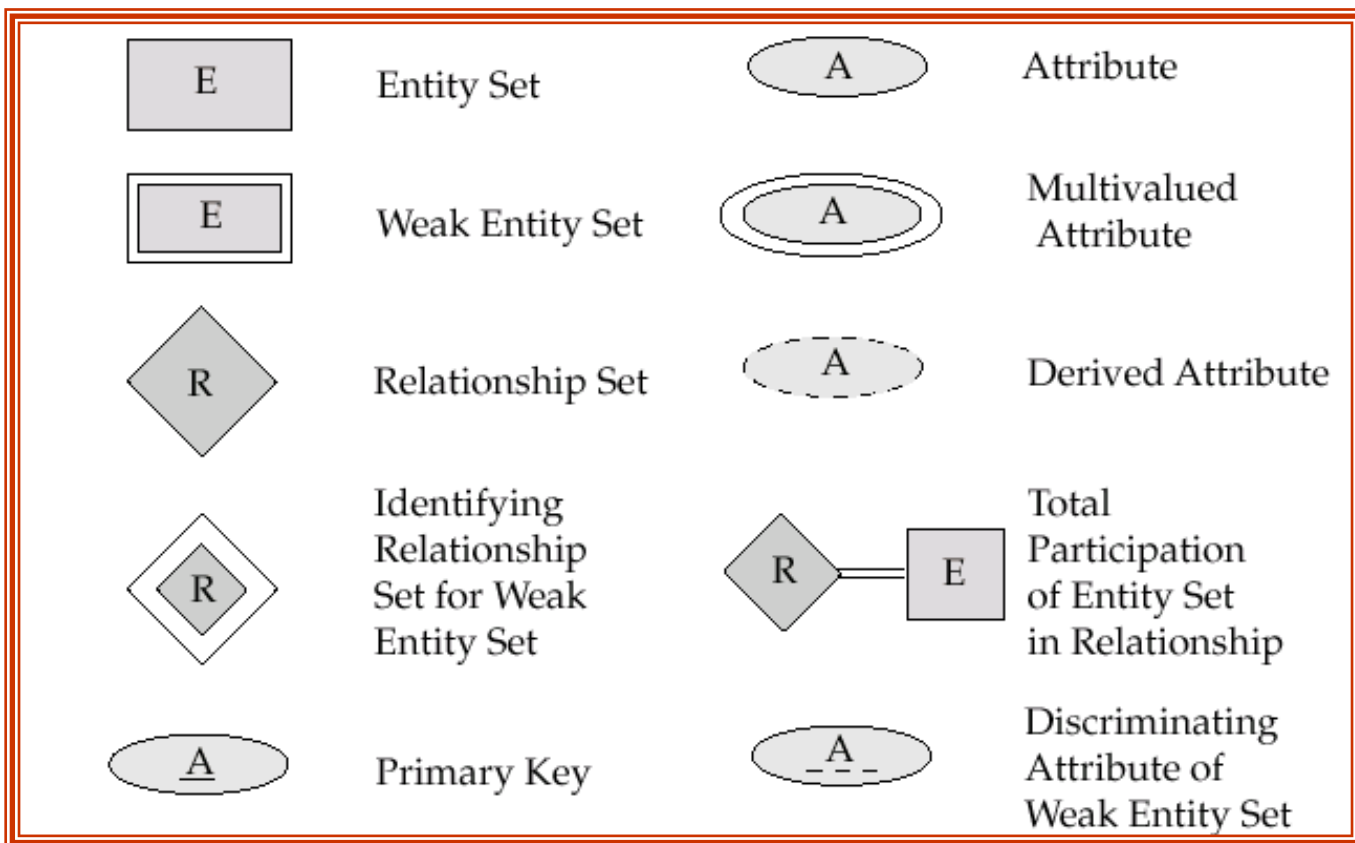 E
Entity Set
A
Attribute
E
Weak Entity Set
A
Multivalued
Attribute
R
Relationship Set
A
Derived Attribute
R
Identifying
Relationship
Set for Weak
Entity Set
R
E
Total
Participation
of Entity Set
in Relationship
A
Primary Key
A
Discriminating
Attribute of
Weak Entity Set